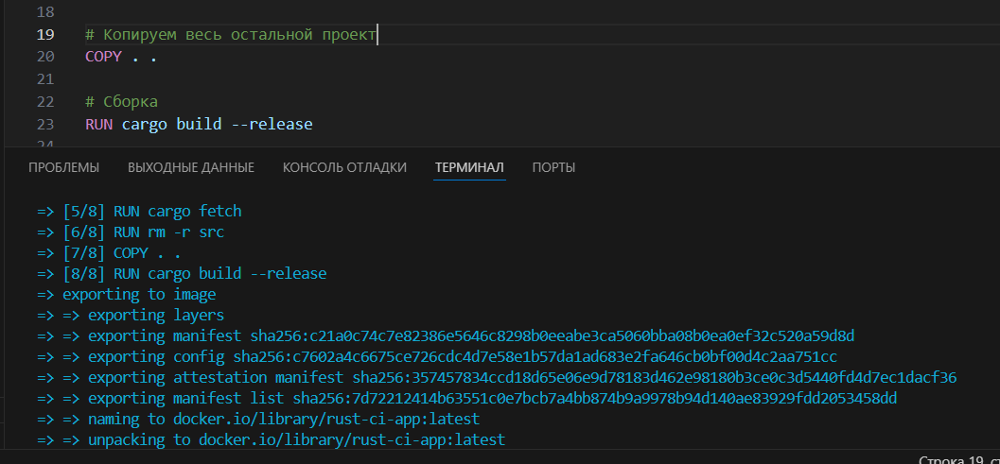 18
19 # Копируем весь остальной проект
20 COPY . .
21
22 # Сборка
23 RUN cargo build --release
24
ПРОБЛЕМЫ ВЫХОДНЫЕ ДАННЫЕ КОНСОЛЬ ОТЛАДКИ ТЕРМИНАЛ ПОРТЫ
=> [5/8] RUN cargo fetch
=> [6/8] RUN rm -r src
=> [7/8] COPY . .
=> [8/8] RUN cargo build --release
=> exporting to image
=> => exporting layers
=> => exporting manifest sha256:c21a0c74c7e82386e5646c8298b0eeabe3ca5060bba08b0ea0ef32c520a59d8d
=> => exporting config sha256:c7602a4c6675ce726cdc4d7e58e1b57da1ad683e2fa646cb0bf00d4c2aa751cc
=> => exporting attestation manifest sha256:357457834ccd18d65e06e9d78183d462e98180b3ce0c3d5440fd4d7ec1dacf36
=> => exporting manifest list sha256:7d72212414b63551c0e7bcb7a4bb874b9a9978b94d140ae83929fdd2053458dd
=> => naming to docker.io/library/rust-ci-app:latest
=> => unpacking to docker.io/library/rust-ci-app:latest
Строка 19, ст